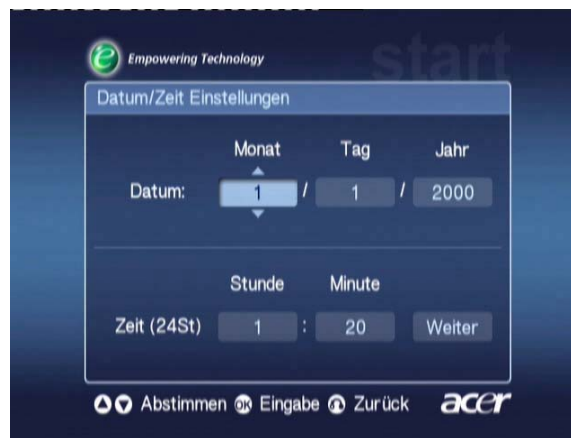 start
Empowering Technology
Datum/Zeit Einstellungen
Monat Tag Jahr
Datum: 1 / 1 / 2000
Stunde Minute
Zeit (24St) 1 : 20 Weiter
Abstimmen OK Eingabe Zurück acer